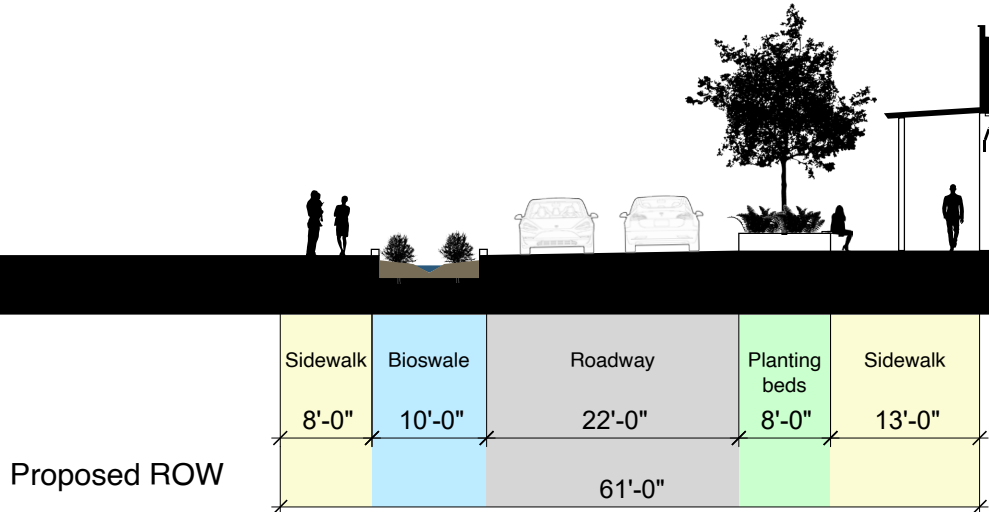 Sidewalk Bioswale Roadway Planting Sidewalk
beds
8'-0" 10'-0" 22'-0" 8'-0" 13'-0"
Proposed ROW
61'-0"